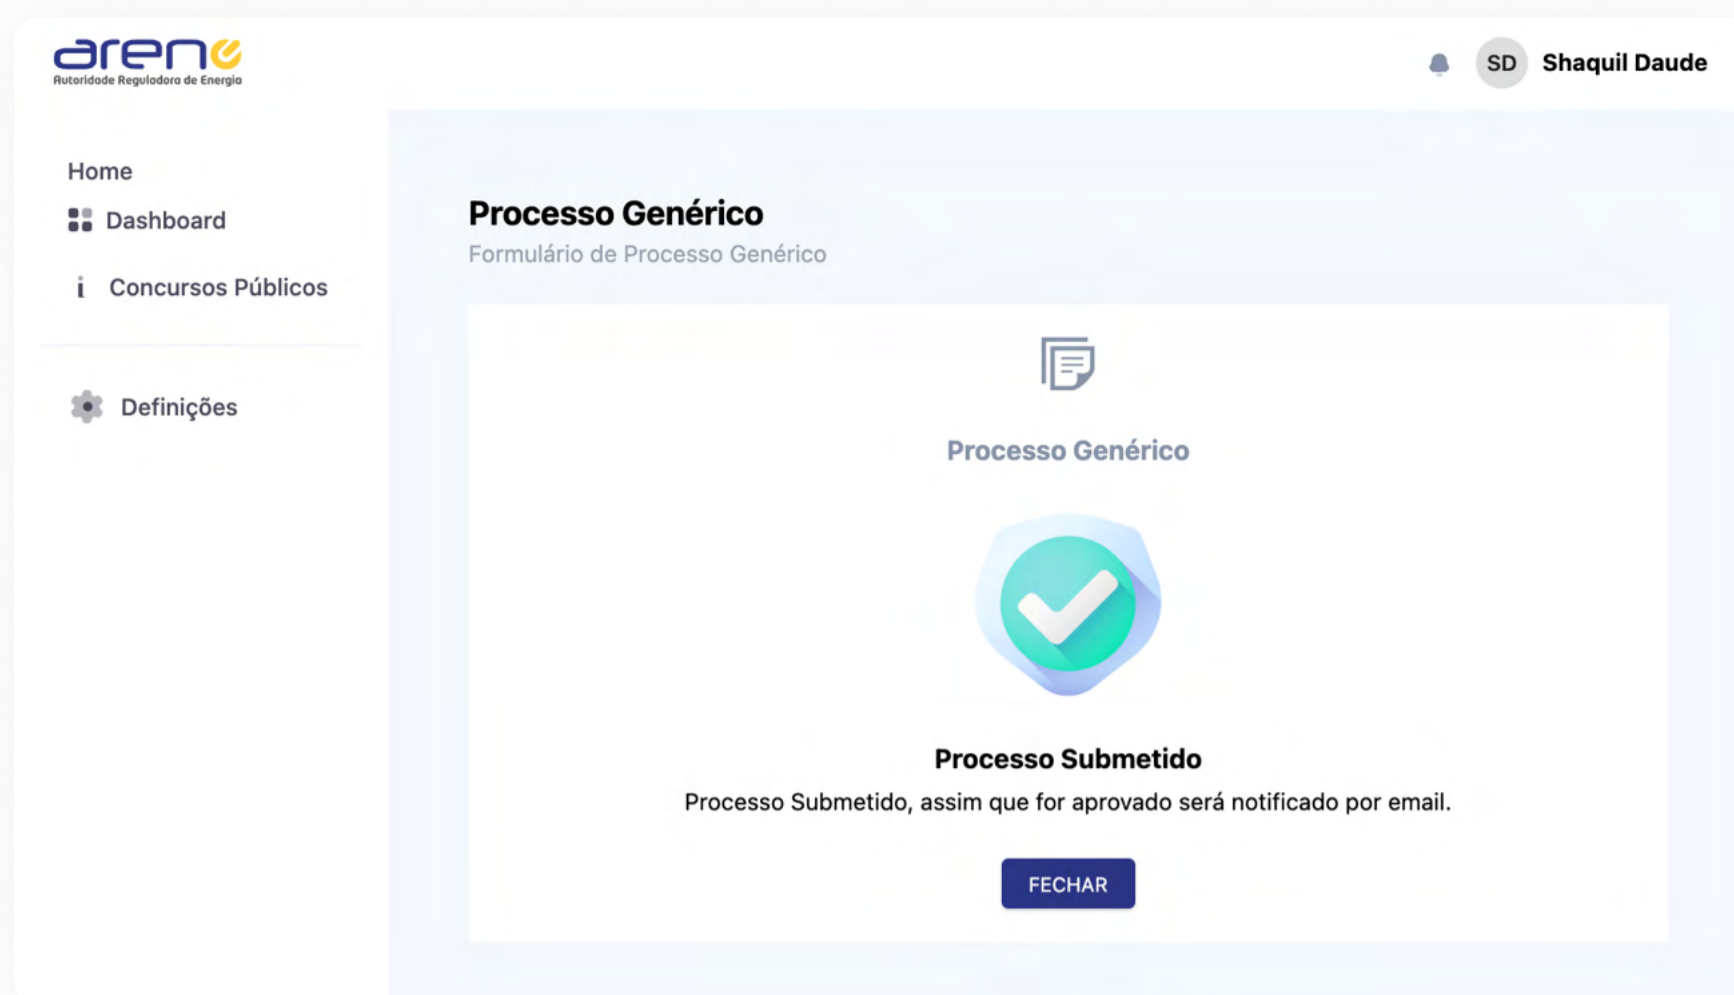 arene
Autoridade Reguladora de Energia
SD
Shaquil Daude
Home
Dashboard
Concursos Públicos
Definições
Processo Genérico
Formulário de Processo Genérico
Processo Genérico
Processo Submetido
Processo Submetido, assim que for aprovado será notificado por email.
FECHAR